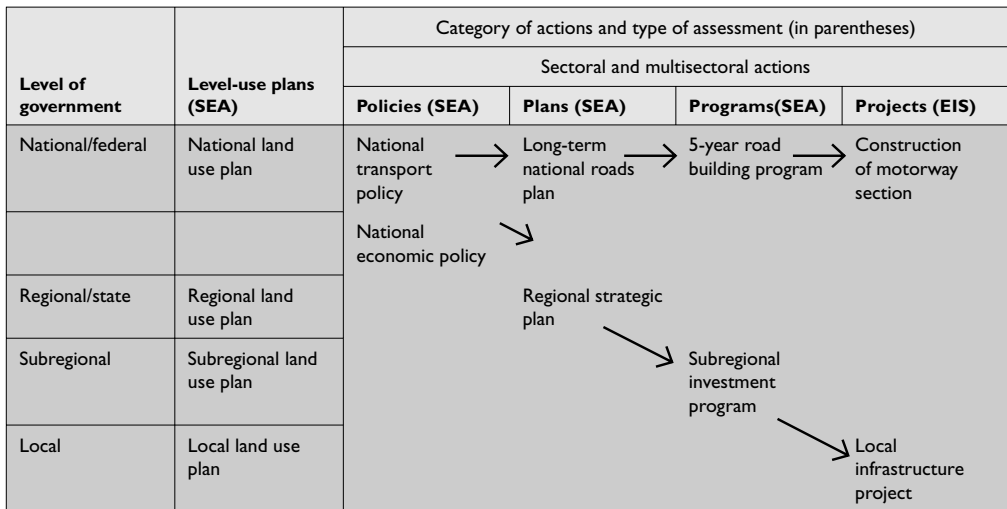 Category of actions and type of assessment (in parentheses)
Sectoral and multisectoral actions
Level of
government
Level-use plans
(SEA)
Policies (SEA)
Plans (SEA)
Programs(SEA)
Projects (EIS)
National/federal
National land
use plan
National
transport
policy
Long-term
national roads
plan
5-year road
building program
Construction
of motorway
section
National
economic policy
Regional/state
Regional land
use plan
Regional strategic
plan
Subregional
Subregional land
use plan
Subregional
investment
program
Local
Local land use
plan
Local
infrastructure
project